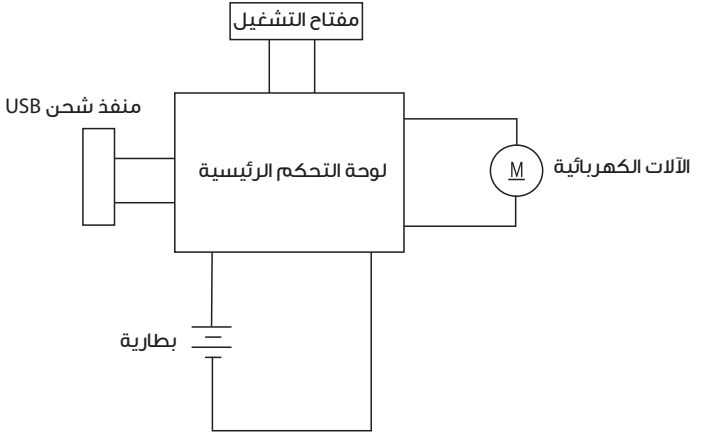 مفتاح التشغيل
منفذ شحن USB
لوحة التحكم الرئيسية
M
الآلات الكهربائية
بطارية